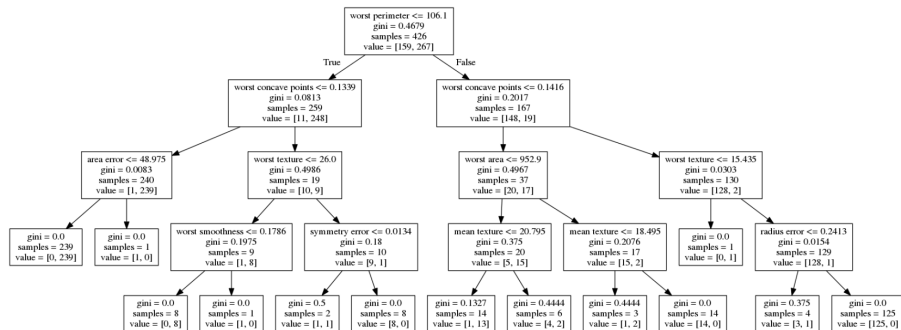 worst perimeter <= 106.1
gini = 0.4679
samples = 426
value = [159, 267]
True
False
worst concave points <= 0.1339
gini = 0.0813
samples = 259
value = [11, 248]
worst concave points <= 0.1416
gini = 0.2017
samples = 167
value = [148, 19]
area error <= 48.975
gini = 0.0083
samples = 240
value = [1, 239]
worst texture <= 26.0
gini = 0.4986
samples = 19
value = [10, 9]
worst area <= 952.9
gini = 0.4967
samples = 37
value = [20, 17]
worst texture <= 15.435
gini = 0.0303
samples = 130
value = [128, 2]
gini = 0.0
samples = 239
value = [0, 239]
gini = 0.0
samples = 1
value = [1, 0]
worst smoothness <= 0.1786
gini = 0.1975
samples = 9
value = [1, 8]
symmetry error <= 0.0134
gini = 0.18
samples = 10
value = [9, 1]
mean texture <= 20.795
gini = 0.375
samples = 20
value = [5, 15]
mean texture <= 18.495
gini = 0.2076
samples = 17
value = [15, 2]
gini = 0.0
samples = 1
value = [0, 1]
radius error <= 0.2413
gini = 0.0154
samples = 129
value = [128, 1]
gini = 0.0
samples = 8
value = [0, 8]
gini = 0.0
samples = 1
value = [1, 0]
gini = 0.5
samples = 2
value = [1, 1]
gini = 0.0
samples = 8
value = [8, 0]
gini = 0.1327
samples = 14
value = [1, 13]
gini = 0.4444
samples = 6
value = [4, 2]
gini = 0.4444
samples = 3
value = [1, 2]
gini = 0.0
samples = 14
value = [14, 0]
gini = 0.375
samples = 4
value = [3, 1]
gini = 0.0
samples = 125
value = [125, 0]